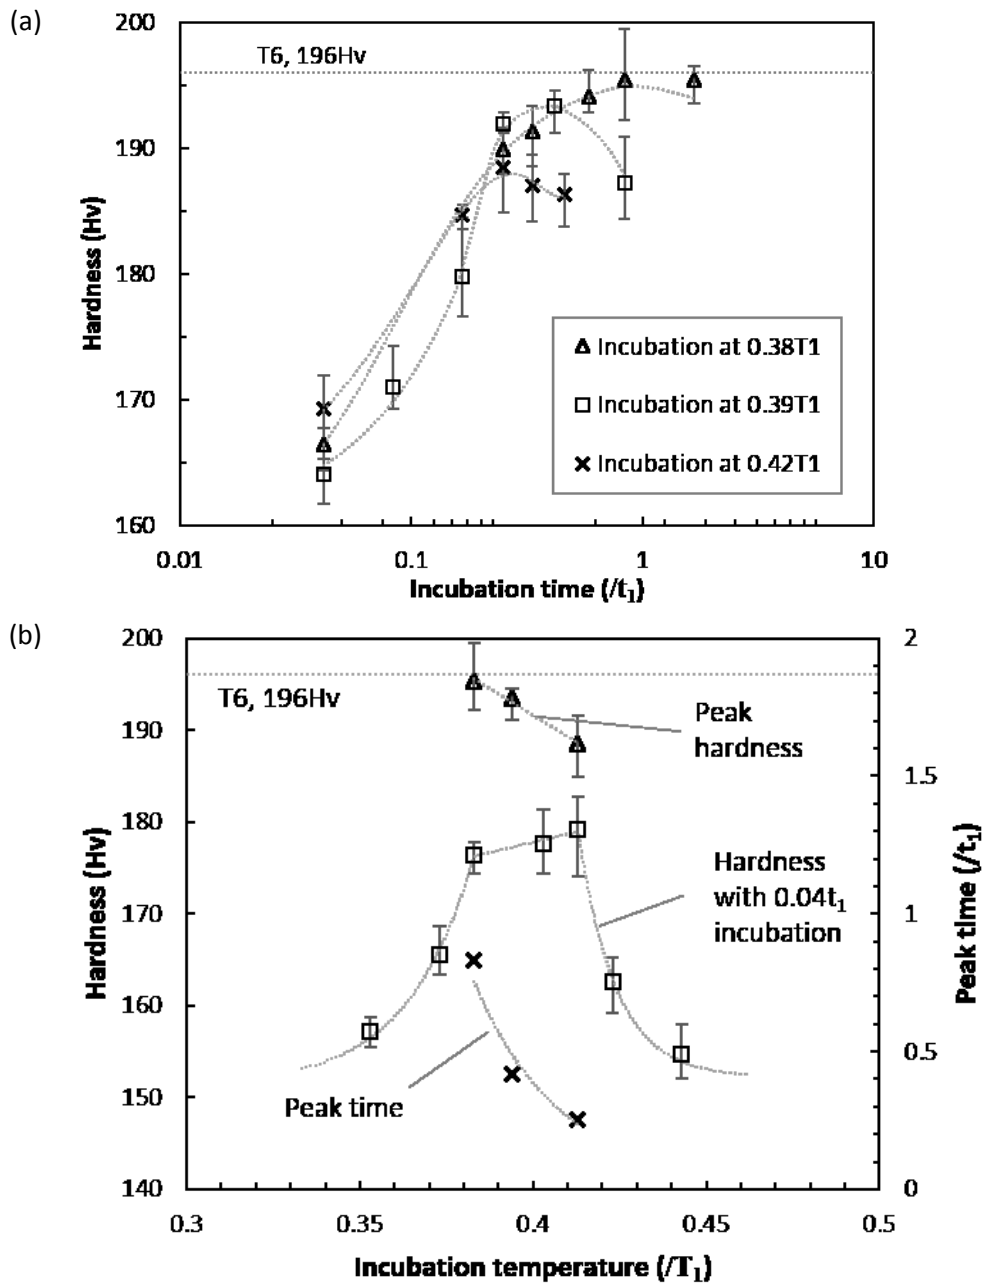 (a)
200
T6, 196Hv
190
180
170
160
Hardness (Hv)
Incubation at 0.38T1
Incubation at 0.39T1
Incubation at 0.42T1
0.01
0.1
1
10
Incubation time (/t₁)
(b)
200
2
T6, 196Hv
Peak
hardness
190
1.5
180
Hardness
with 0.04t₁
incubation
170
1
160
0.5
Peak time
150
140
0
Hardness (Hv)
Peak time (/t₁)
0.3
0.35
0.4
0.45
0.5
Incubation temperature (/T₁)